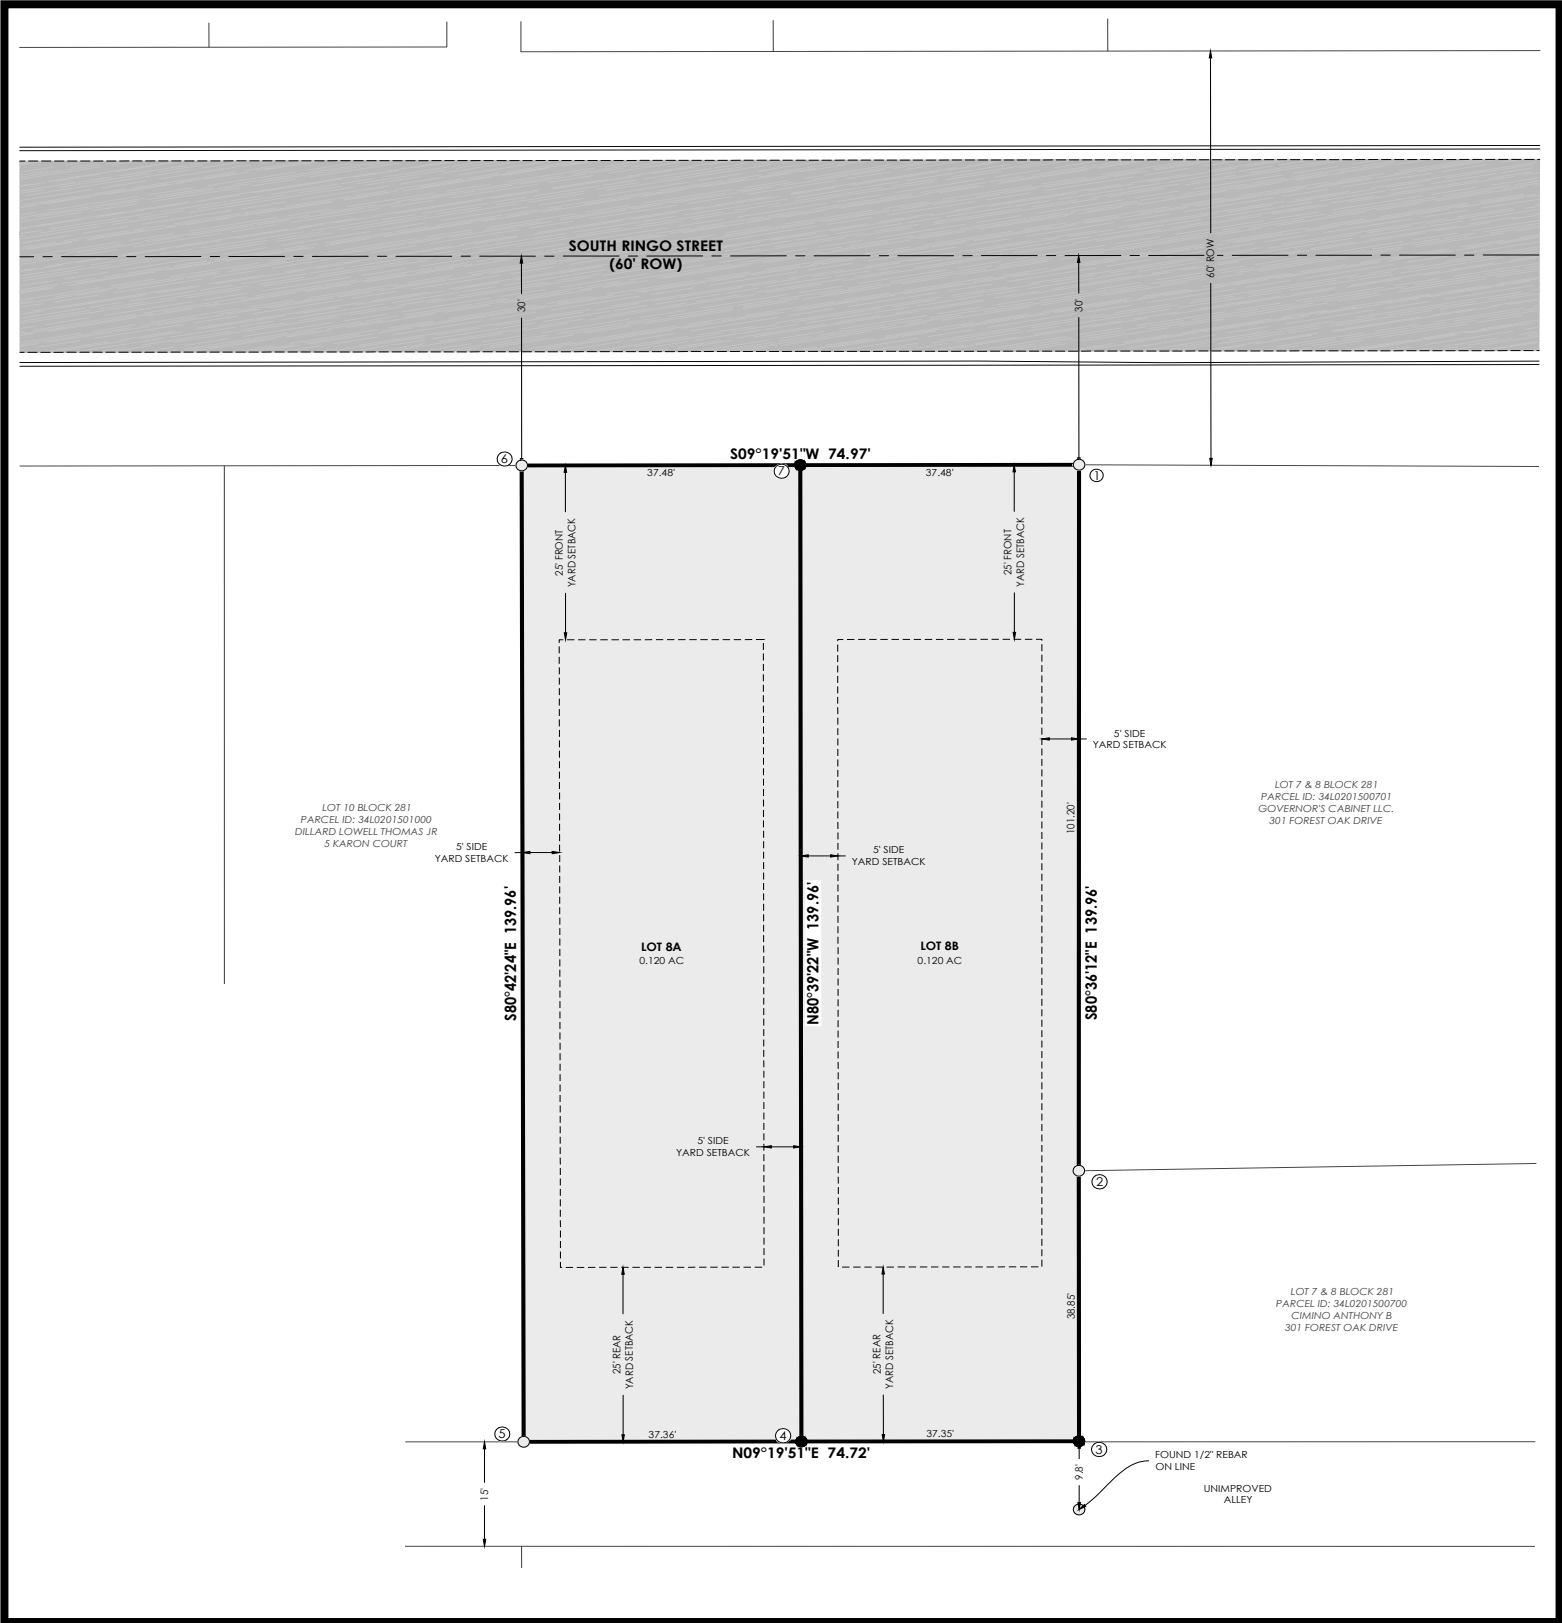 SOUTH RINGO STREET
(60' ROW)
60' ROW
30'
30'
S09°19'51"W 74.97'
6
7
1
37.48'
37.48'
25' FRONT
YARD SETBACK
25' FRONT
YARD SETBACK
5' SIDE
YARD SETBACK
LOT 10 BLOCK 281
PARCEL ID: 34L0201501000
DILLARD LOWELL THOMAS JR
5 KARON COURT
LOT 7 & 8 BLOCK 281
PARCEL ID: 34L0201500701
GOVERNOR'S CABINET LLC.
301 FOREST OAK DRIVE
101.20'
5' SIDE
YARD SETBACK
5' SIDE
YARD SETBACK
S80°42'24"E 139.96'
N80°39'22"W 139.96'
S80°36'12"E 139.96'
LOT 8A
0.120 AC
LOT 8B
0.120 AC
5' SIDE
YARD SETBACK
2
38.85'
LOT 7 & 8 BLOCK 281
PARCEL ID: 34L0201500700
CIMINO ANTHONY B
301 FOREST OAK DRIVE
25' REAR
YARD SETBACK
25' REAR
YARD SETBACK
5
37.36'
4
37.35'
3
N09°19'51"E 74.72'
15'
9.8'
FOUND 1/2" REBAR
ON LINE
UNIMPROVED
ALLEY